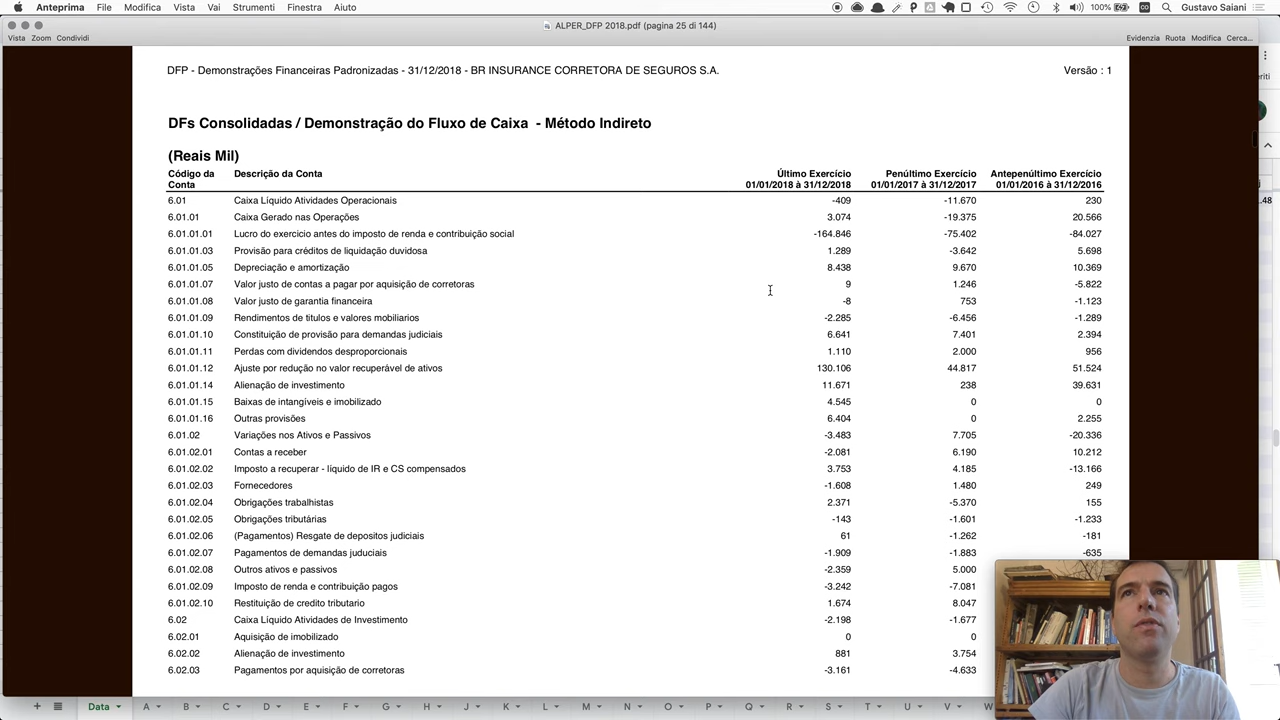 Anteprima File Modifica Vista Vai Strumenti Finestra Aiuto 100% Gustavo Saiani
ALPER_DFP 2018.pdf (pagina 25 di 144)
Vista Zoom Condividi Evidenzia Ruota Modifica Cerca...
DFP - Demonstrações Financeiras Padronizadas - 31/12/2018 - BR INSURANCE CORRETORA DE SEGUROS S.A. Versão : 1
DFs Consolidadas / Demonstração do Fluxo de Caixa - Método Indireto
(Reais Mil)
Código da Descrição da Conta Último Exercício Penúltimo Exercício Antepenúltimo Exercício
Conta 01/01/2018 à 31/12/2018 01/01/2017 à 31/12/2017 01/01/2016 à 31/12/2016
6.01 Caixa Líquido Atividades Operacionais -409 -11.670 230
6.01.01 Caixa Gerado nas Operações 3.074 -19.375 20.566
6.01.01.01 Lucro do exercicio antes do imposto de renda e contribuição social -164.846 -75.402 -84.027
6.01.01.03 Provisão para créditos de liquidação duvidosa 1.289 -3.642 5.698
6.01.01.05 Depreciação e amortização 8.438 9.670 10.369
6.01.01.07 Valor justo de contas a pagar por aquisição de corretoras 9 1.246 -5.822
6.01.01.08 Valor justo de garantia financeira -8 753 -1.123
6.01.01.09 Rendimentos de titulos e valores mobiliarios -2.285 -6.456 -1.289
6.01.01.10 Constituição de provisão para demandas judiciais 6.641 7.401 2.394
6.01.01.11 Perdas com dividendos desproporcionais 1.110 2.000 956
6.01.01.12 Ajuste por redução no valor recuperável de ativos 130.106 44.817 51.524
6.01.01.14 Alienação de investimento 11.671 238 39.631
6.01.01.15 Baixas de intangíveis e imobilizado 4.545 0 0
6.01.01.16 Outras provisões 6.404 0 2.255
6.01.02 Variações nos Ativos e Passivos -3.483 7.705 -20.336
6.01.02.01 Contas a receber -2.081 6.190 10.212
6.01.02.02 Imposto a recuperar - líquido de IR e CS compensados 3.753 4.185 -13.166
6.01.02.03 Fornecedores -1.608 1.480 249
6.01.02.04 Obrigações trabalhistas 2.371 -5.370 155
6.01.02.05 Obrigações tributárias -143 -1.601 -1.233
6.01.02.06 (Pagamentos) Resgate de depositos judiciais 61 -1.262 -181
6.01.02.07 Pagamentos de demandas juduciais -1.909 -1.883 -635
6.01.02.08 Outros ativos e passivos -2.359 5.000
6.01.02.09 Imposto de renda e contribuição pagos -3.242 -7.081
6.01.02.10 Restituição de credito tributario 1.674 8.047
6.02 Caixa Líquido Atividades de Investimento -2.198 -1.677
6.02.01 Aquisição de imobilizado 0 0
6.02.02 Alienação de investimento 881 3.754
6.02.03 Pagamentos por aquisição de corretoras -3.161 -4.633
Data A B C D E F G H I J K L M N O P Q R S T U V W